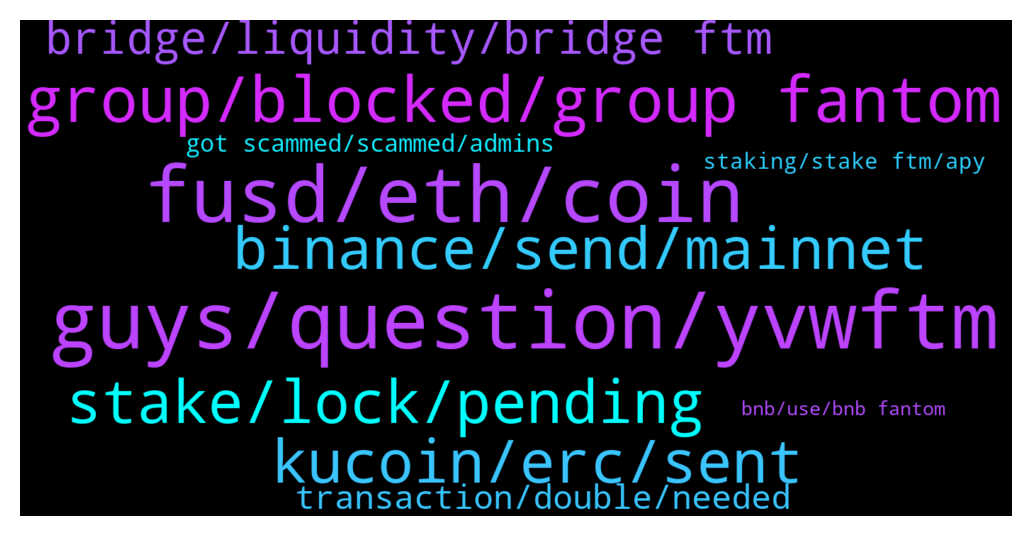 bridge/liquidity/bridge ftm
group/blocked/group fantom
got scammed/scammed/admins
staking/stake ftm/apy
fusd/eth/coin
binance/send/mainnet
guys/question/yvwftm
stake/lock/pending
bnb/use/bnb fantom
kucoin/erc/sent
transaction/double/needed